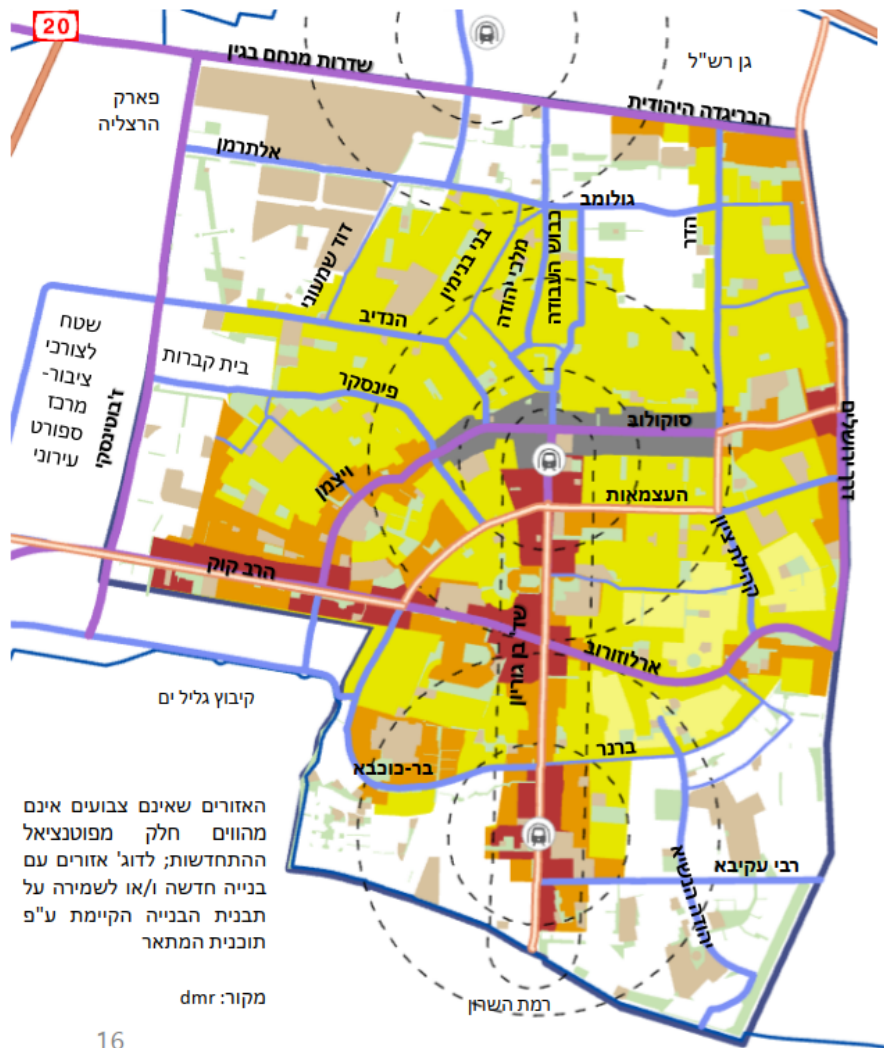 20
שדרות מנחם בגין
גן רש"ל
הבריגדה היהודית
פארק
הרצליה
אלתרמן
גולומב
הדר
כבוש העבודה
מלכי יהודה
בני בנימין
דוד שמעוני
הנדיב
שטח
לצורכי
ציבור-
מרכז
ספורט
עירוני
בית קברות
פינסקר
ז'בוטינסקי
סוקולוב
דרך ירושלים
ויצמן
העצמאות
קהילת ציון
הרב קוק
שד' בן גוריון
ארלוזורוב
קיבוץ גליל ים
ברנר
בר-כוכבא
האזורים שאינם צבועים אינם
מהווים חלק מפוטנציאל
ההתחדשות; לדוג' אזורים עם
בנייה חדשה ו/או לשמירה על
תבנית הבנייה הקיימת ע"פ
תוכנית המתאר
רבי עקיבא
יהודה הנשיא
מקור: dmr
רמת השרון
16